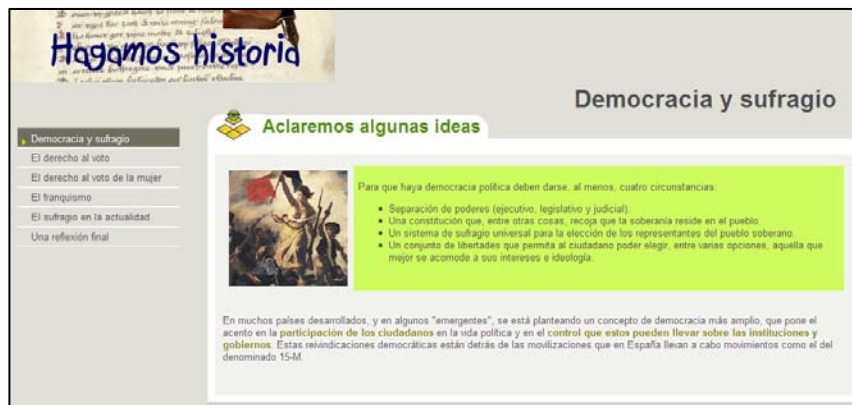 Hagamos historia
Democracia y sufragio
Aclaremos algunas ideas
Democracia y sufragio
El derecho al voto
El derecho al voto de la mujer
El franquismo
El sufragio en la actualidad
Una reflexión final
Para que haya democracia política deben darse, al menos, cuatro circunstancias:
Separación de poderes (ejecutivo, legislativo y judicial).
Una constitución que, entre otras cosas, recoja que la soberanía reside en el pueblo.
Un sistema de sufragio universal para la elección de los representantes del pueblo soberano.
Un conjunto de libertades que permita al ciudadano poder elegir, entre varias opciones, aquella que
mejor se acomode a sus intereses e ideología.
En muchos países desarrollados, y en algunos "emergentes", se está planteando un concepto de democracia más amplio, que pone el
acento en la participación de los ciudadanos en la vida política y en el control que estos pueden llevar sobre las instituciones y
gobiernos. Estas reivindicaciones democráticas están detrás de las movilizaciones que en España llevan a cabo movimientos como el del
denominado 15-M.